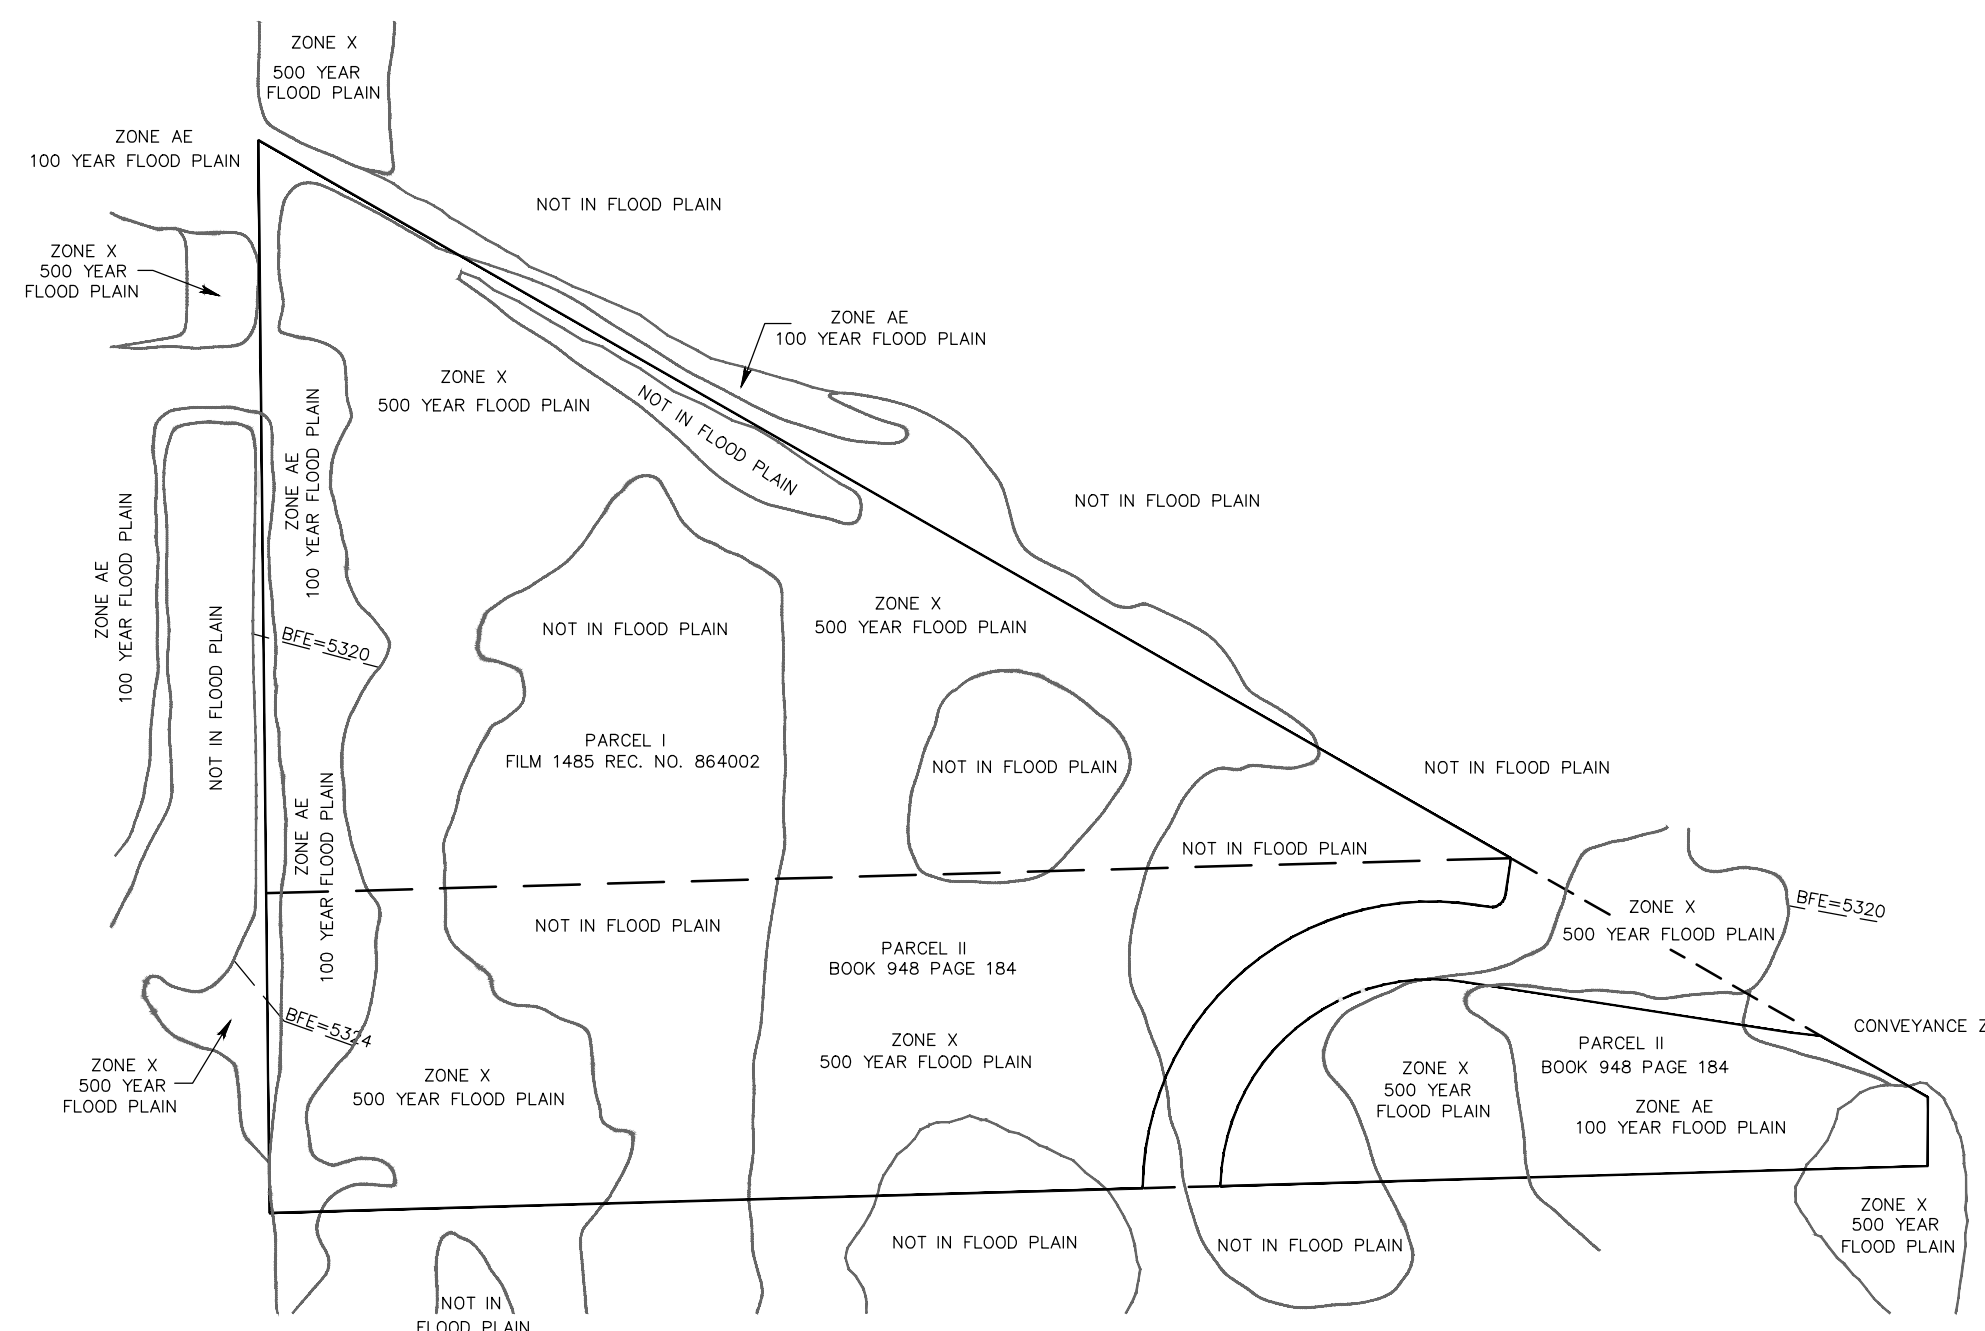 ZONE X
500 YEAR
FLOOD PLAIN
ZONE AE
100 YEAR FLOOD PLAIN
NOT IN FLOOD PLAIN
ZONE X
500 YEAR
FLOOD PLAIN
ZONE AE
100 YEAR FLOOD PLAIN
ZONE X
500 YEAR FLOOD PLAIN
NOT IN FLOOD PLAIN
ZONE AE
100 YEAR FLOOD PLAIN
NOT IN FLOOD PLAIN
ZONE AE
100 YEAR FLOOD PLAIN
NOT IN FLOOD PLAIN
BFE=5320
NOT IN FLOOD PLAIN
ZONE X
500 YEAR FLOOD PLAIN
PARCEL I
FILM 1485 REC. NO. 864002
NOT IN FLOOD PLAIN
NOT IN FLOOD PLAIN
ZONE AE
100 YEAR FLOOD PLAIN
NOT IN FLOOD PLAIN
NOT IN FLOOD PLAIN
PARCEL II
BOOK 948 PAGE 184
ZONE X
500 YEAR FLOOD PLAIN
BFE=5320
BFE=5324
CONVEYANCE Z
ZONE X
500 YEAR
FLOOD PLAIN
ZONE X
500 YEAR FLOOD PLAIN
ZONE X
500 YEAR FLOOD PLAIN
ZONE X
500 YEAR
FLOOD PLAIN
PARCEL II
BOOK 948 PAGE 184
ZONE AE
100 YEAR FLOOD PLAIN
NOT IN FLOOD PLAIN
NOT IN FLOOD PLAIN
ZONE X
500 YEAR
FLOOD PLAIN
NOT IN
FLOOD PLAIN